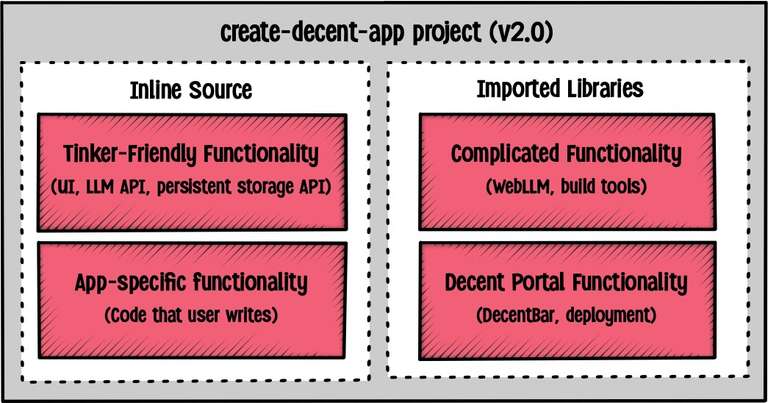 create-decent-app project (v2.0)
Inline Source
Tinker-Friendly Functionality
(UI, LLM API, persistent storage API)
App-specific functionality
(Code that user writes)
Imported Libraries
Complicated Functionality
(WebLLM, build tools)
Decent Portal Functionality
(DecentBar, deployment)